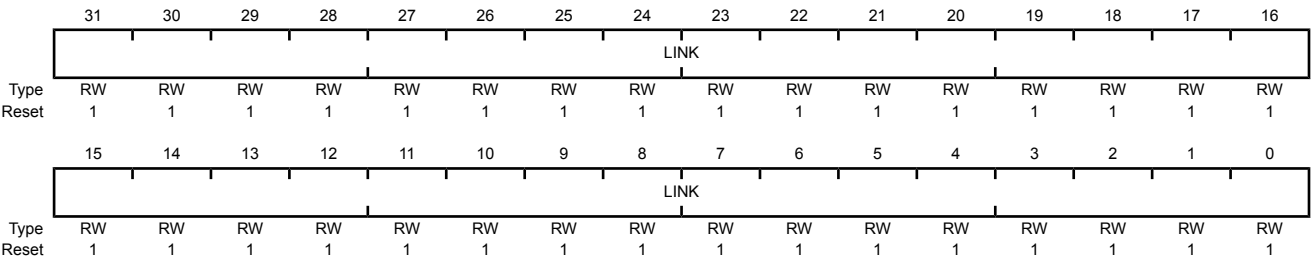 31 30 29 28 27 26 25 24 23 22 21 20 19 18 17 16
LINK
Type RW RW RW RW RW RW RW RW RW RW RW RW RW RW RW RW
Reset 1 1 1 1 1 1 1 1 1 1 1 1 1 1 1 1
15 14 13 12 11 10 9 8 7 6 5 4 3 2 1 0
LINK
Type RW RW RW RW RW RW RW RW RW RW RW RW RW RW RW RW
Reset 1 1 1 1 1 1 1 1 1 1 1 1 1 1 1 1